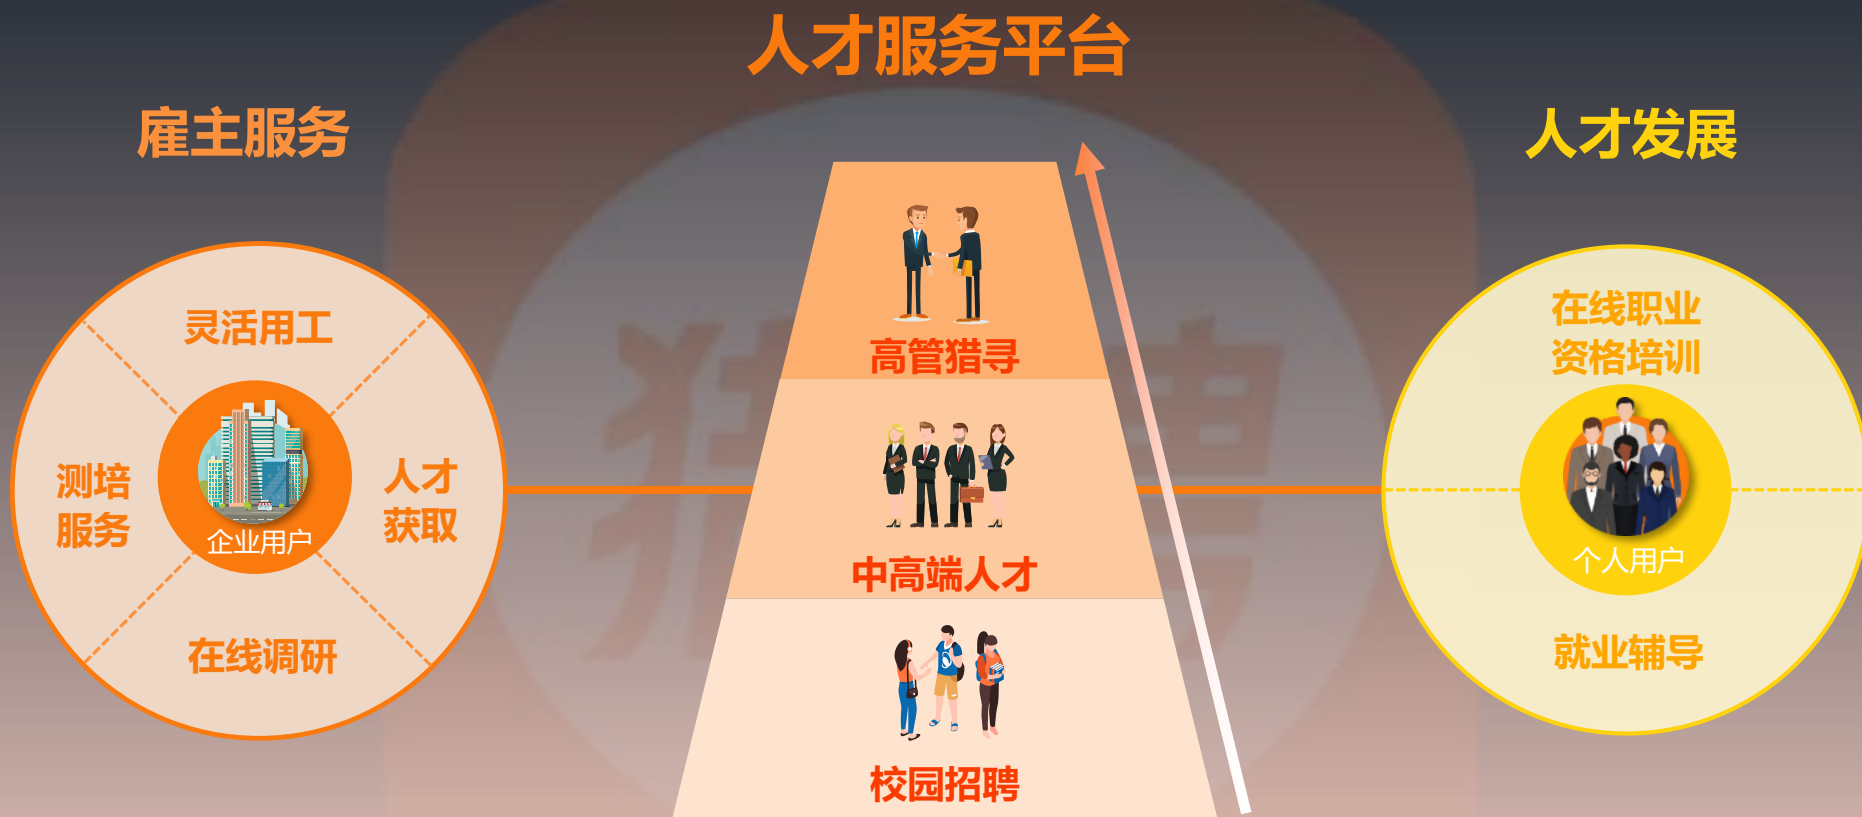 人才服务平台
雇主服务
人才发展
灵活用工
测培
服务
企业用户
人才
获取
在线调研
高管猎寻
中高端人才
校园招聘
在线职业
资格培训
个人用户
就业辅导